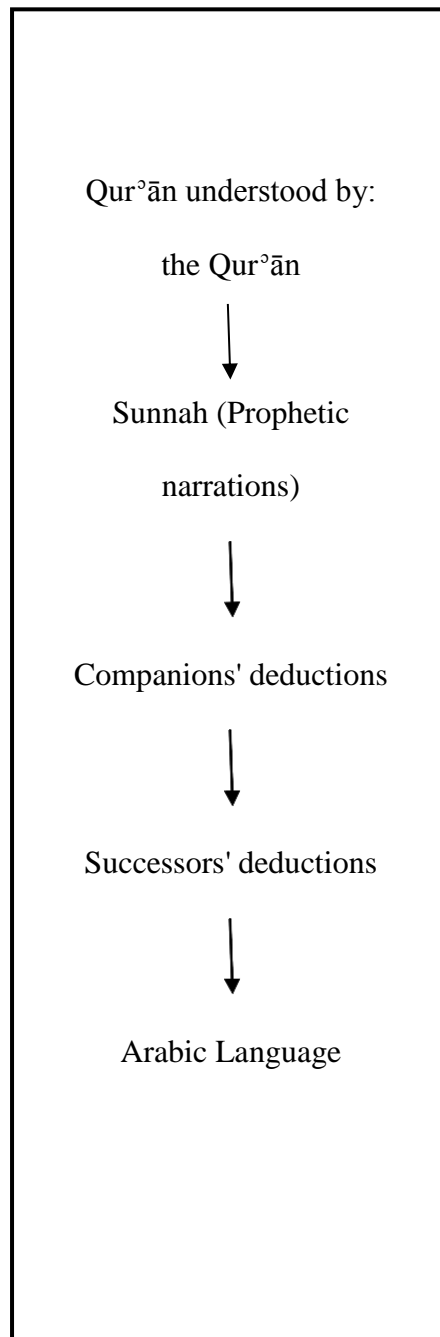 Qurʾān understood by:
the Qurʾān
Sunnah (Prophetic
narrations)
Companions' deductions
Successors' deductions
Arabic Language